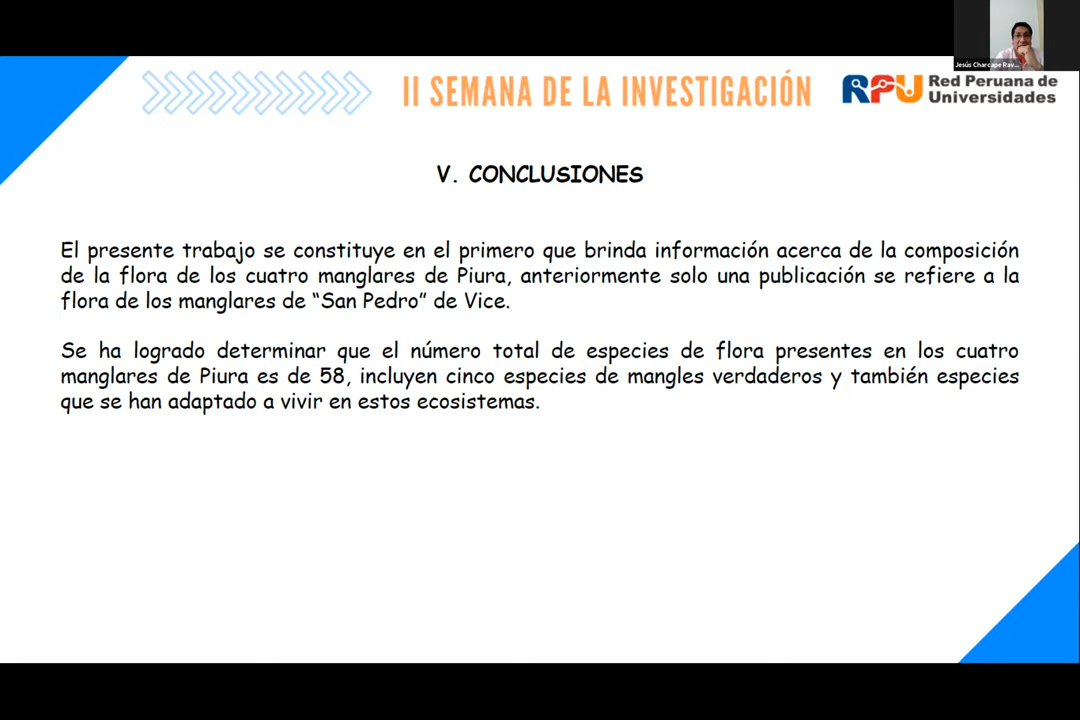 Jesús Charcape Rav...
II SEMANA DE LA INVESTIGACIÓN
RPU
Red Peruana de
Universidades
V. CONCLUSIONES
El presente trabajo se constituye en el primero que brinda información acerca de la composición
de la flora de los cuatro manglares de Piura, anteriormente solo una publicación se refiere a la
flora de los manglares de “San Pedro” de Vice.
Se ha logrado determinar que el número total de especies de flora presentes en los cuatro
manglares de Piura es de 58, incluyen cinco especies de mangles verdaderos y también especies
que se han adaptado a vivir en estos ecosistemas.